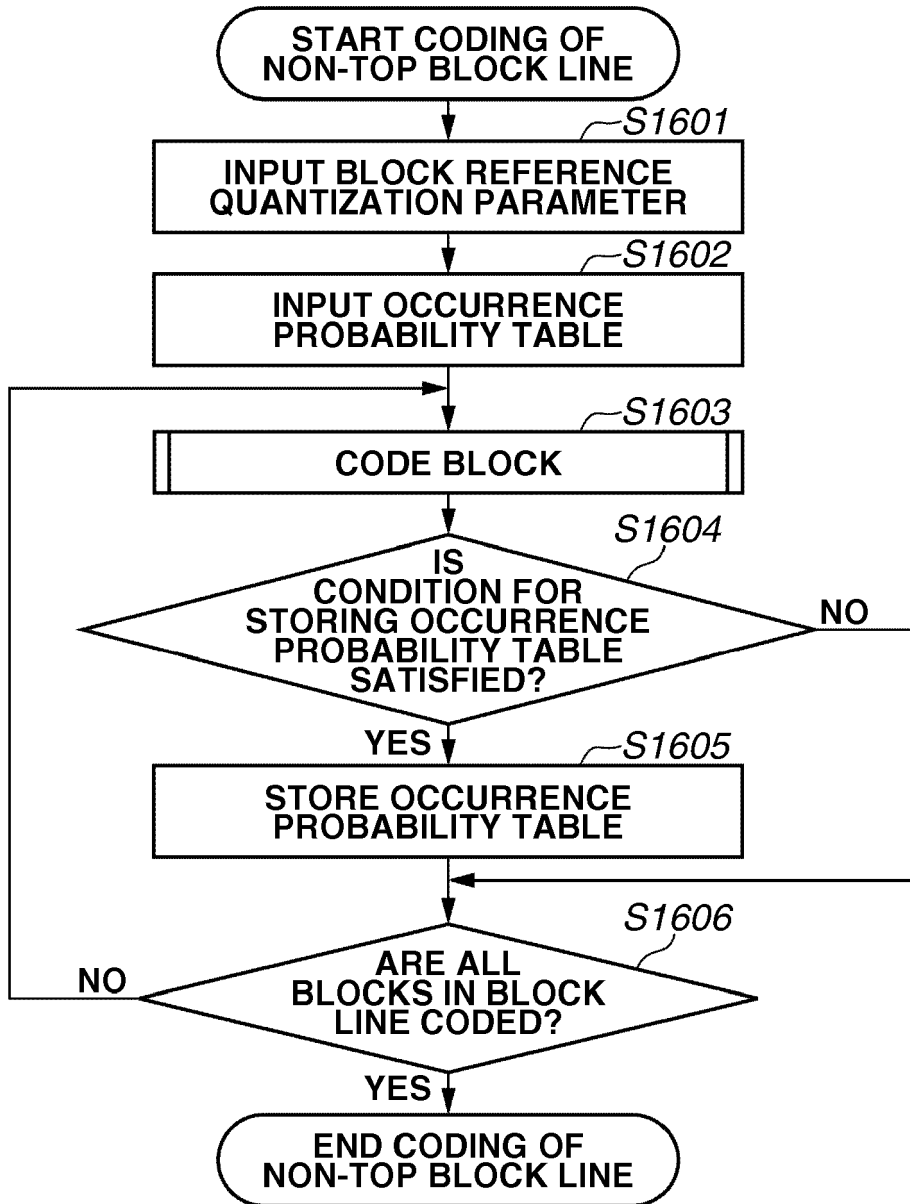 START CODING OF
NON-TOP BLOCK LINE
S1601
INPUT BLOCK REFERENCE
QUANTIZATION PARAMETER
S1602
INPUT OCCURRENCE
PROBABILITY TABLE
S1603
CODE BLOCK
S1604
IS
CONDITION FOR
STORING OCCURRENCE
PROBABILITY TABLE
SATISFIED?
NO
YES
S1605
STORE OCCURRENCE
PROBABILITY TABLE
S1606
ARE ALL
BLOCKS IN BLOCK
LINE CODED?
NO
YES
END CODING OF
NON-TOP BLOCK LINE